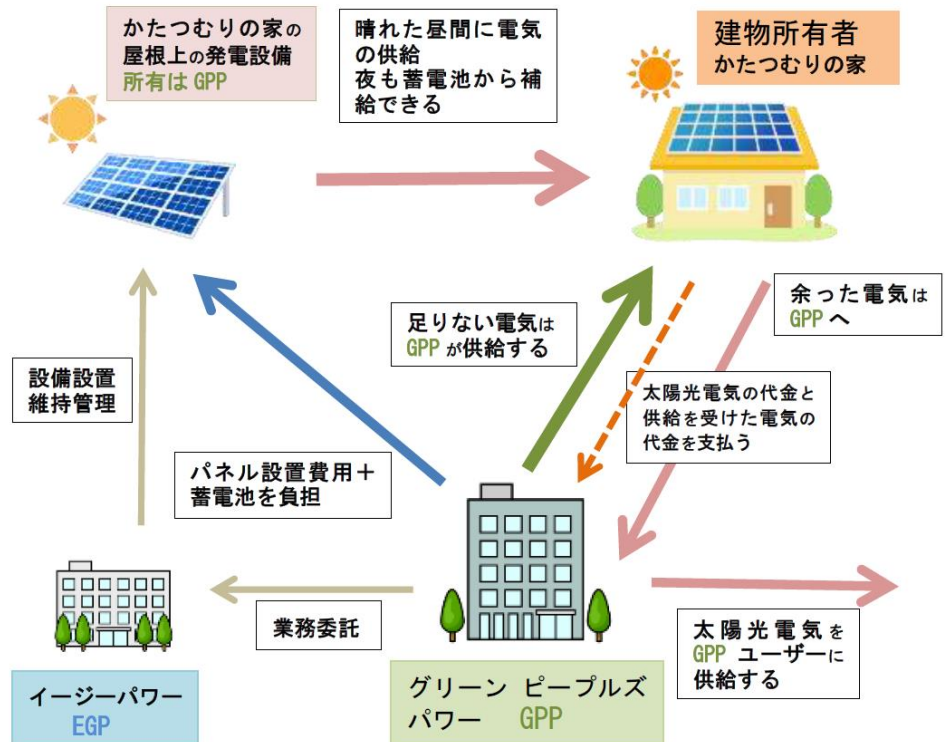 かたつむりの家の
屋根上の発電設備
所有は GPP
晴れた昼間に電気
の供給
夜も蓄電池から補
給できる
建物所有者
かたつむりの家
足りない電気は
GPP が供給する
余った電気は
GPP へ
設備設置
維持管理
太陽光電気の代金と
供給を受けた電気の
代金を支払う
パネル設置費用＋
蓄電池を負担
業務委託
太陽光電気を
GPP ユーザーに
供給する
イージーパワー
EGP
グリーン ピープルズ
パワー GPP